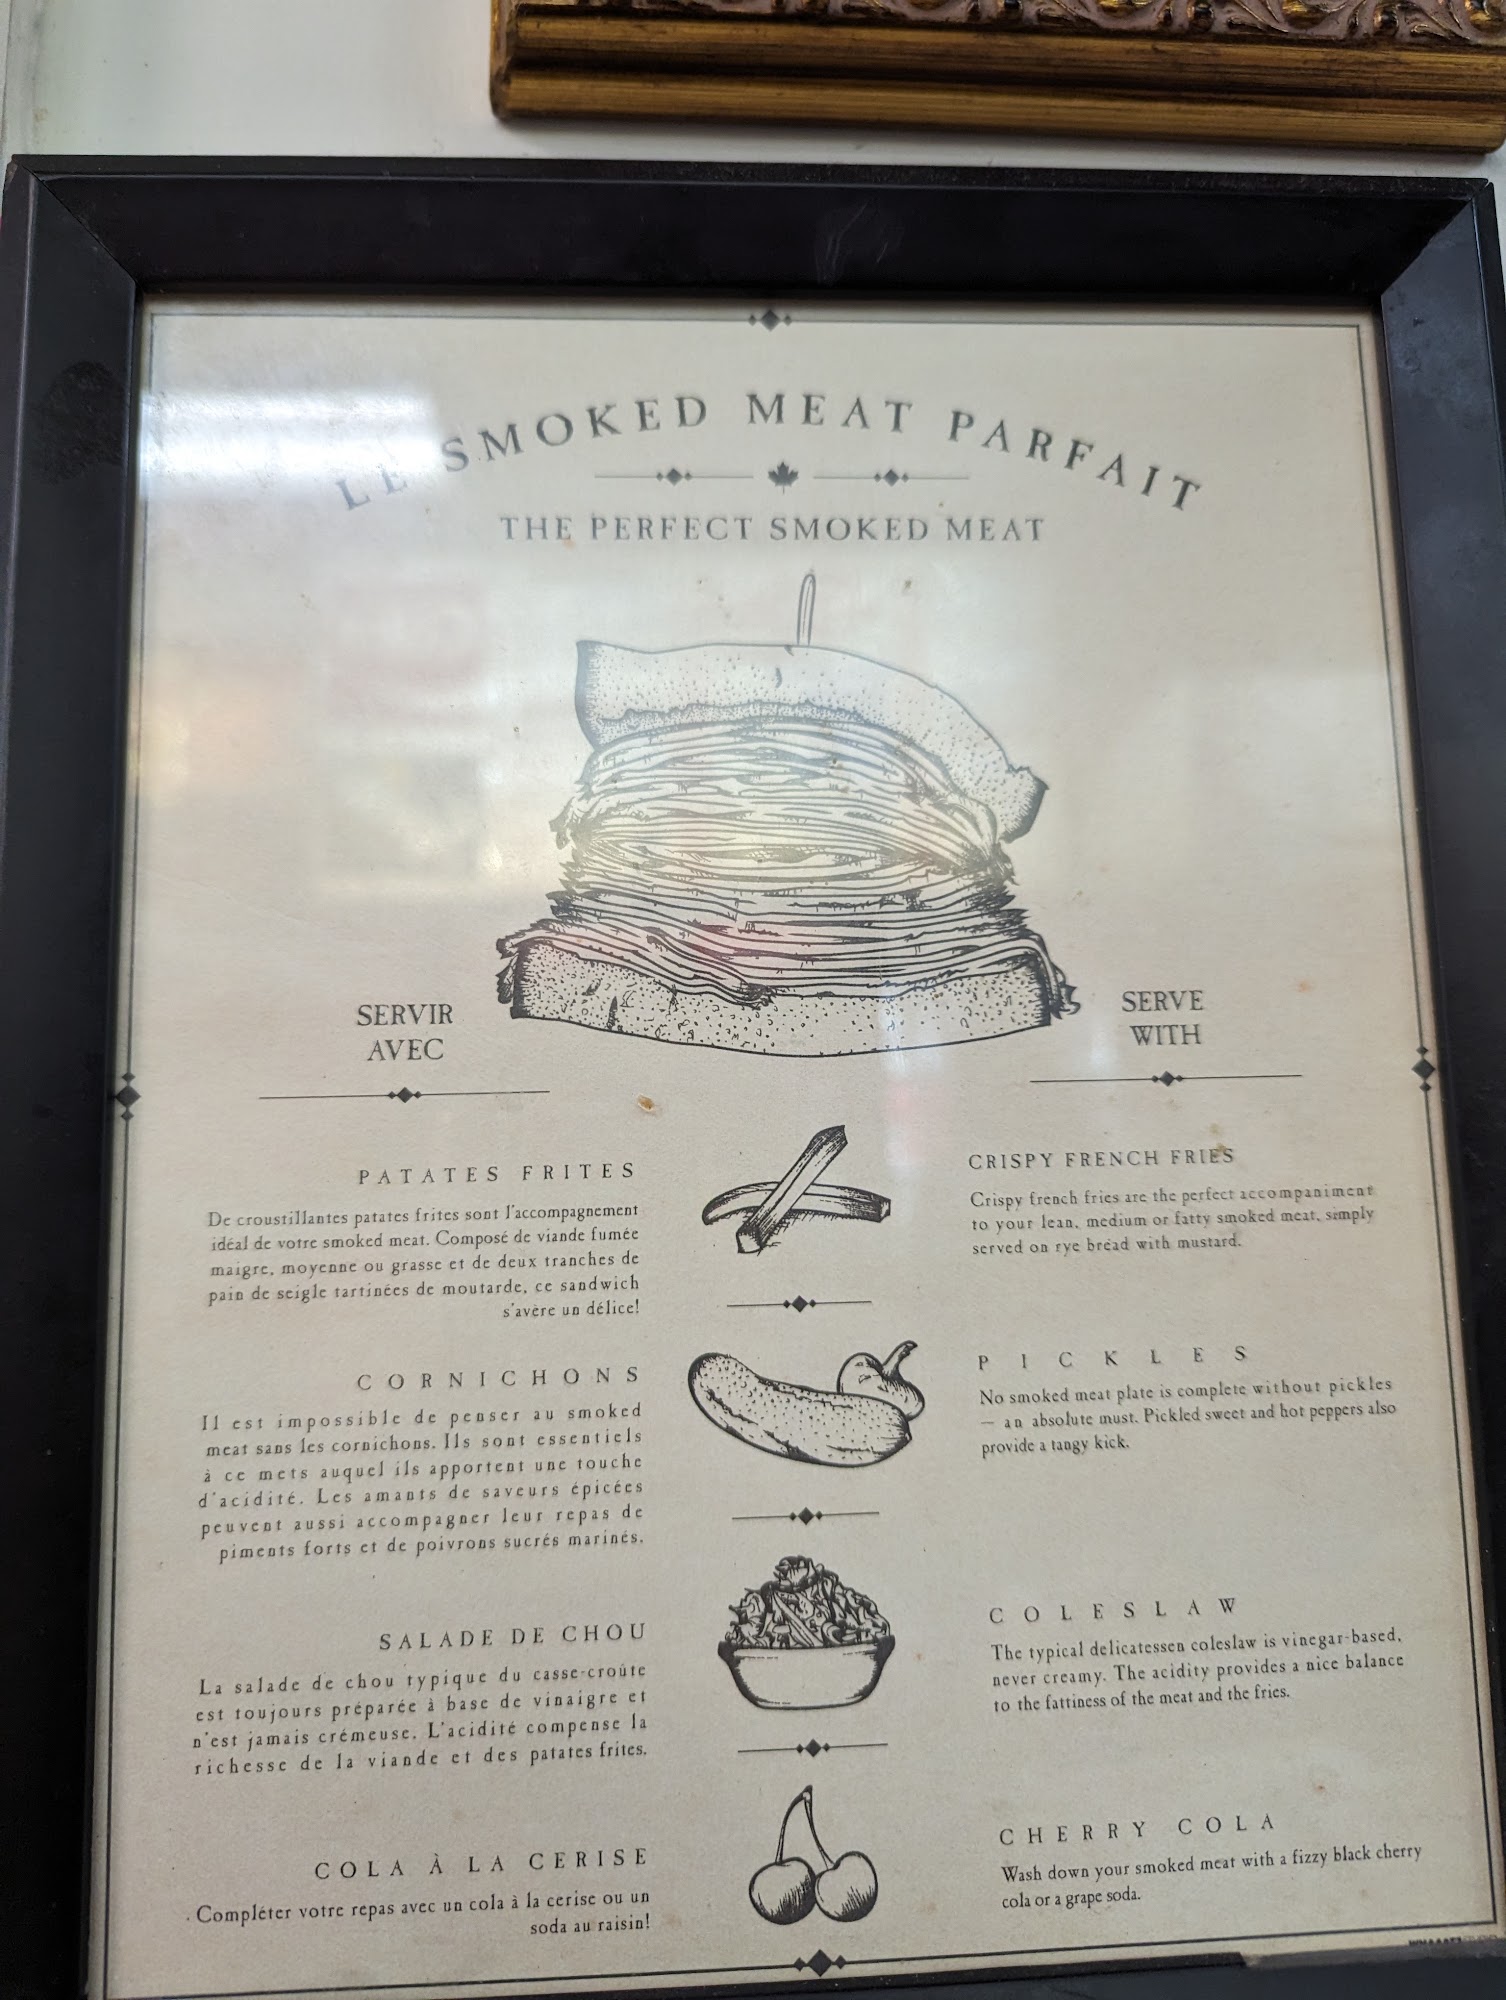 LE SMOKED MEAT PARFAIT
THE PERFECT SMOKED MEAT
SERVIR
AVEC
SERVE
WITH
PATATES FRITES
De croustillantes patates frites sont l'accompagnement
idéal de votre smoked meat. Composé de viande fumée
maigre, moyenne ou grasse et de deux tranches de
pain de seigle tartinées de moutarde, ce sandwich
s'avère un délice!
CRISPY FRENCH FRIES
Crispy french fries are the perfect accompaniment
to your lean, medium or fatty smoked meat, simply
served on rye bread with mustard.
CORNICHONS
Il est impossible de penser au smoked
meat sans les cornichons. Ils sont essentiels
à ce mets auquel ils apportent une touche
d'acidité. Les amants de saveurs épicées
peuvent aussi accompagner leur repas de
piments forts et de poivrons sucrés marinés.
PICKLES
No smoked meat plate is complete without pickles
— an absolute must. Pickled sweet and hot peppers also
provide a tangy kick.
SALADE DE CHOU
La salade de chou typique du casse-croûte
est toujours préparée à base de vinaigre et
n'est jamais crémeuse. L'acidité compense la
richesse de la viande et des patates frites.
COLESLAW
The typical delicatessen coleslaw is vinegar-based,
never creamy. The acidity provides a nice balance
to the fattiness of the meat and the fries.
COLA À LA CERISE
Compléter votre repas avec un cola à la cerise ou un
soda au raisin!
CHERRY COLA
Wash down your smoked meat with a fizzy black cherry
cola or a grape soda.